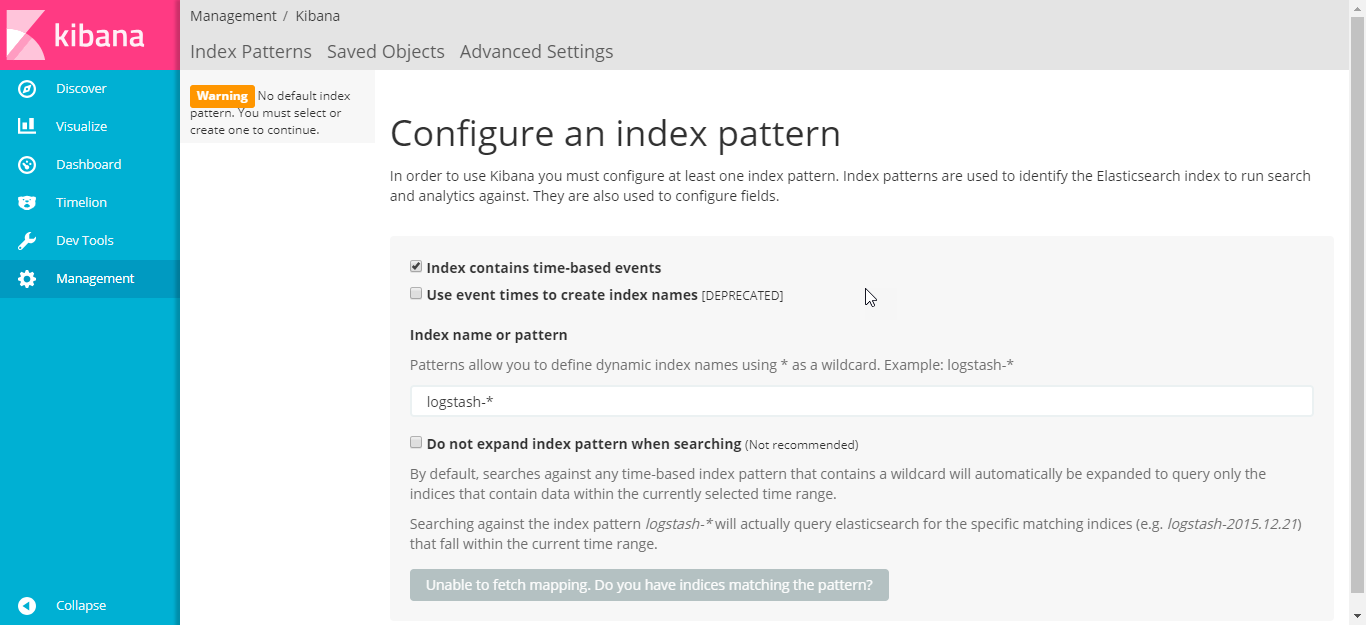 kibana
Discover
Visualize
Dashboard
Timelion
Dev Tools
Management
Collapse
Management / Kibana
Index Patterns Saved Objects Advanced Settings
Warning No default index
pattern. You must select or
create one to continue.
Configure an index pattern
In order to use Kibana you must configure at least one index pattern. Index patterns are used to identify the Elasticsearch index to run search
and analytics against. They are also used to configure fields.
Index contains time-based events
Use event times to create index names [DEPRECATED]
Index name or pattern
Patterns allow you to define dynamic index names using * as a wildcard. Example: logstash-*
logstash-*
Do not expand index pattern when searching (Not recommended)
By default, searches against any time-based index pattern that contains a wildcard will automatically be expanded to query only the
indices that contain data within the currently selected time range.
Searching against the index pattern logstash-* will actually query elasticsearch for the specific matching indices (e.g. logstash-2015.12.21)
that fall within the current time range.
Unable to fetch mapping. Do you have indices matching the pattern?